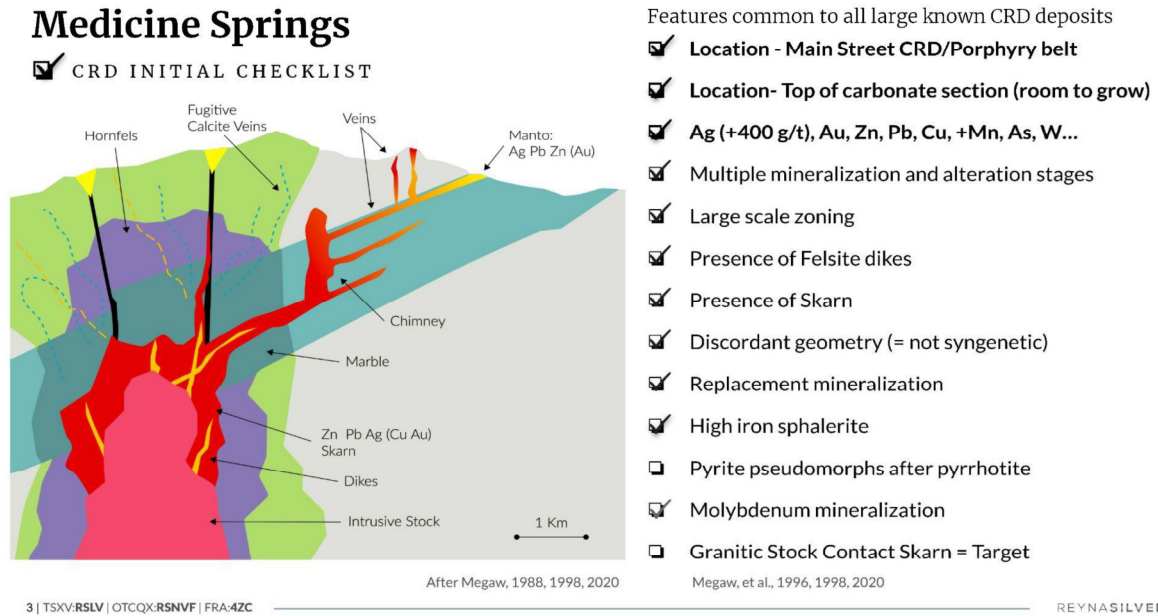 Medicine Springs
CRD INITIAL CHECKLIST
Hornfels
Fugitive
Calcite Veins
Veins
Manto:
Ag Pb Zn (Au)
Chimney
Marble
Zn Pb Ag (Cu Au)
Skarn
Dikes
Intrusive Stock
1 Km
After Megaw, 1988, 1998, 2020
Features common to all large known CRD deposits
Location - Main Street CRD/Porphyry belt
Location- Top of carbonate section (room to grow)
Ag (+400 g/t), Au, Zn, Pb, Cu, +Mn, As, W...
Multiple mineralization and alteration stages
Large scale zoning
Presence of Felsite dikes
Presence of Skarn
Discordant geometry (= not syngenetic)
Replacement mineralization
High iron sphalerite
Pyrite pseudomorphs after pyrrhotite
Molybdenum mineralization
Granitic Stock Contact Skarn = Target
Megaw, et al., 1996, 1998, 2020
3 | TSXV:RSLV | OTCQX:RSNVF | FRA:4ZC
REYNASILVE